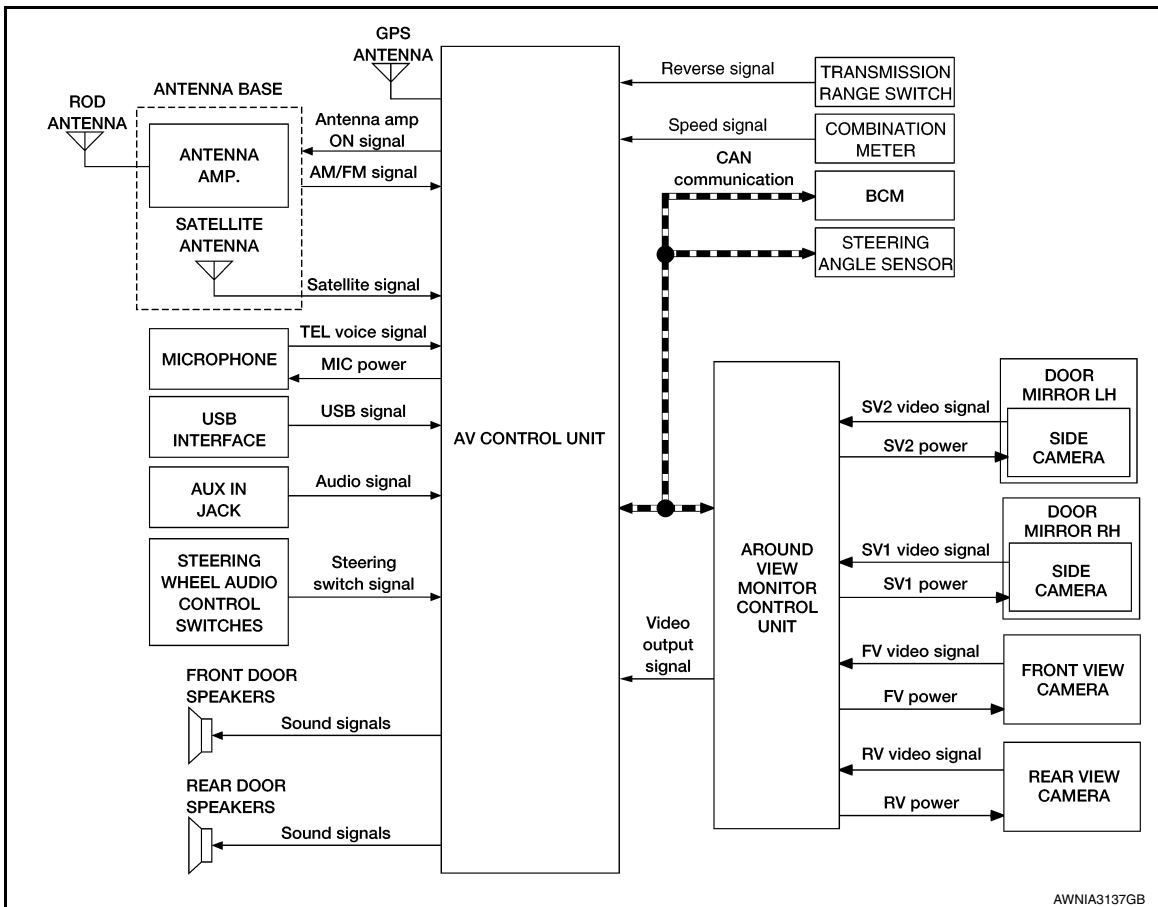 GPS
ANTENNA
ANTENNA BASE
ROD
ANTENNA
ANTENNA
AMP.
Antenna amp
ON signal
AM/FM signal
SATELLITE
ANTENNA
Satellite signal
MICROPHONE
TEL voice signal
MIC power
USB
INTERFACE
USB signal
AUX IN
JACK
Audio signal
STEERING
WHEEL AUDIO
CONTROL
SWITCHES
Steering
switch signal
FRONT DOOR
SPEAKERS
Sound signals
REAR DOOR
SPEAKERS
Sound signals
AV CONTROL UNIT
Reverse signal
TRANSMISSION
RANGE SWITCH
Speed signal
COMBINATION
METER
CAN
communication
BCM
STEERING
ANGLE SENSOR
Video
output
signal
AROUND
VIEW
MONITOR
CONTROL
UNIT
SV2 video signal
SV2 power
DOOR
MIRROR LH
SIDE
CAMERA
SV1 video signal
SV1 power
DOOR
MIRROR RH
SIDE
CAMERA
FV video signal
FV power
FRONT VIEW
CAMERA
RV video signal
RV power
REAR VIEW
CAMERA
AWNIA3137GB